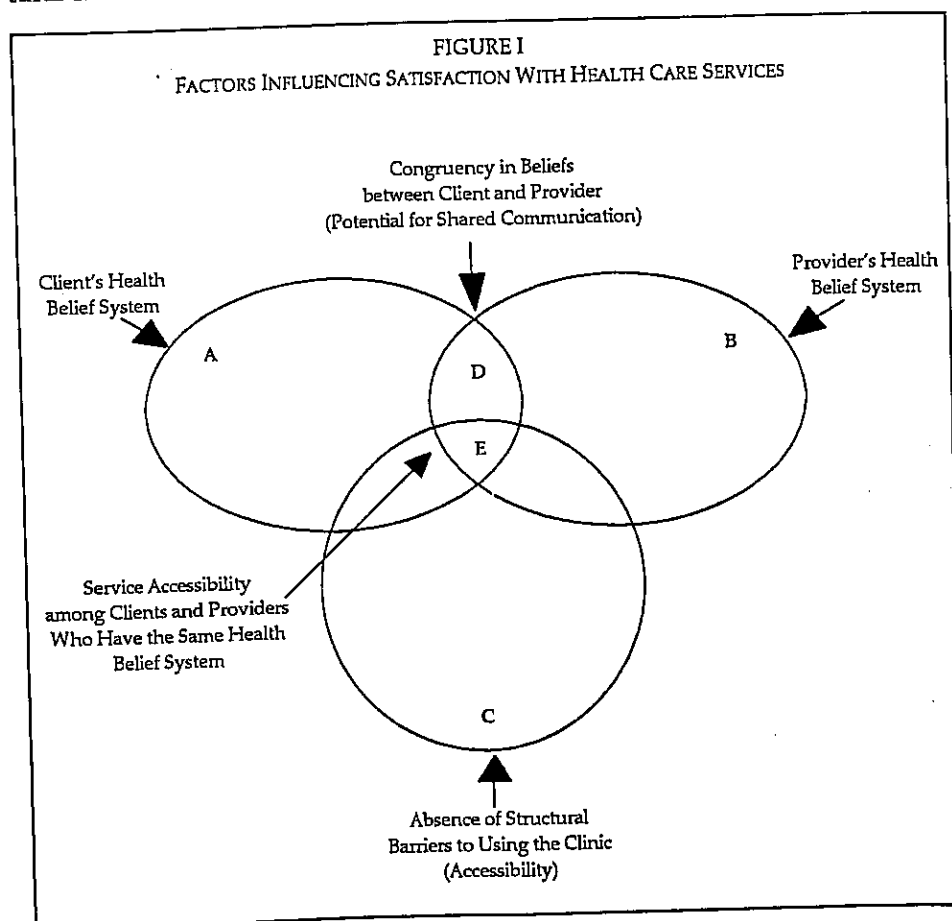 FIGURE I
FACTORS INFLUENCING SATISFACTION WITH HEALTH CARE SERVICES
Congruency in Beliefs
between Client and Provider
(Potential for Shared Communication)
Client's Health
Belief System
Provider's Health
Belief System
A
B
D
E
Service Accessibility
among Clients and Providers
Who Have the Same Health
Belief System
C
Absence of Structural
Barriers to Using the Clinic
(Accessibility)